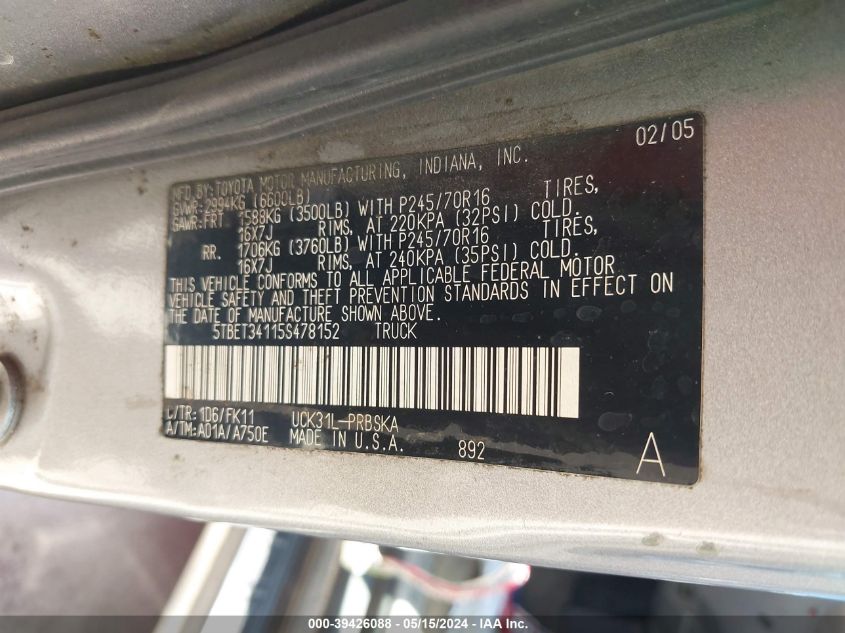 02/05
MFD.BY:TOYOTA MOTOR MANUFACTURING, INDIANA, INC.
GVWR 2994KG (6600LB)
GAWR:FRT 1588KG (3500LB) WITH P245/70R16 TIRES,
16X7J RIMS, AT 220KPA (32PSI) COLD.
RR. 1706KG (3760LB) WITH P245/70R16 TIRES,
16X7J RIMS, AT 240KPA (35PSI) COLD.
THIS VEHICLE CONFORMS TO ALL APPLICABLE FEDERAL MOTOR
VEHICLE SAFETY AND THEFT PREVENTION STANDARDS IN EFFECT ON
THE DATE OF MANUFACTURE SHOWN ABOVE.
5TBET34115S478152 TRUCK
C/TR:1D6/FK11 UCK31L-PRBSKA
A/TM:A01A/A750E MADE IN U.S.A. 892 A
000-39426088 - 05/15/2024 - IAA Inc.